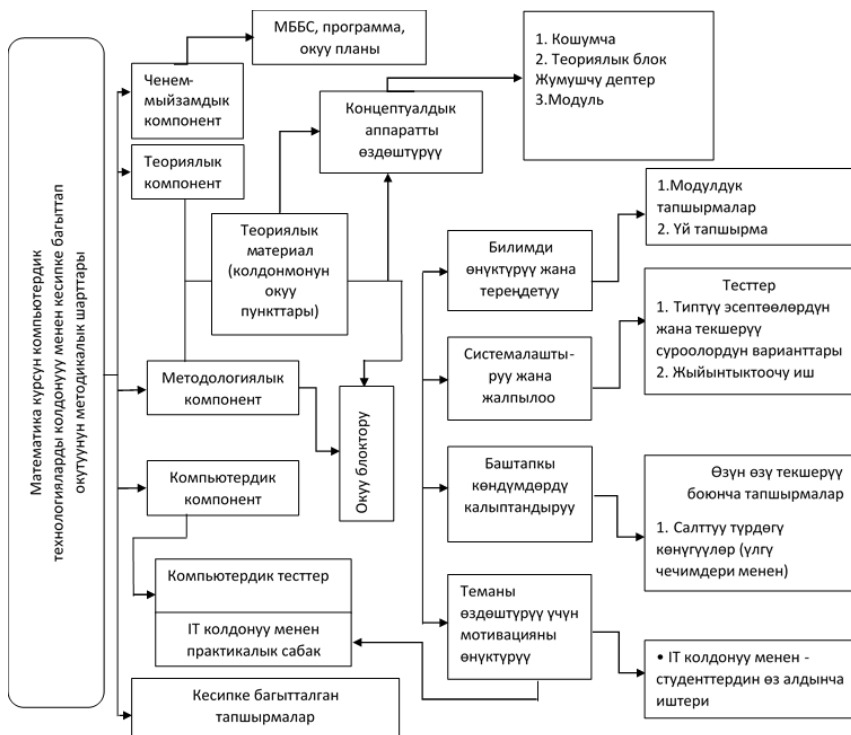 Математика курсун компьютердик
технологияларды колдонууу менен кесипке багыттап
окутуунун методикалык шарттары
МББС, программа,
окуу планы
Ченем-
мыйзамдык
компонент
Теориялык
компонент
Концептуалдык
аппаратты
өздөштүрүү
1. Кошумча
2. Теориялык блок
Жумушчу дептер
3.Модуль
Теориялык
материал
(колдонмонун
окуу
пункттары)
Билимди
өнүктүрүү жана
тереңдетүү
1.Модулдук
тапшырмалар
2. Үй тапшырма
Методологиялык
компонент
Системалашты-
руу жана
жалпылоо
Тесттер
1. Типтүү эсептөөлөрдүн
жана текшерүү
суроолордун варианттары
2. Жыйынтыктоочу иш
Окуу блоктору
Компьютердик
компонент
Баштапкы
көндүмдөрдү
калыптандыруу
Өзүн өзү текшерүү
боюнча тапшырмалар
1. Салттуу түрдөгү
көнүгүүлөр (үлгү
чечимдери менен)
Компьютердик тесттер
IT колдонуу менен
практикалык сабак
Теманы
өздөштүрүү үчүн
мотивацияны
өнүктүрүү
• IT колдонуу менен -
студенттердин өз алдынча
иштери
Кесипке багытталган
тапшырмалар